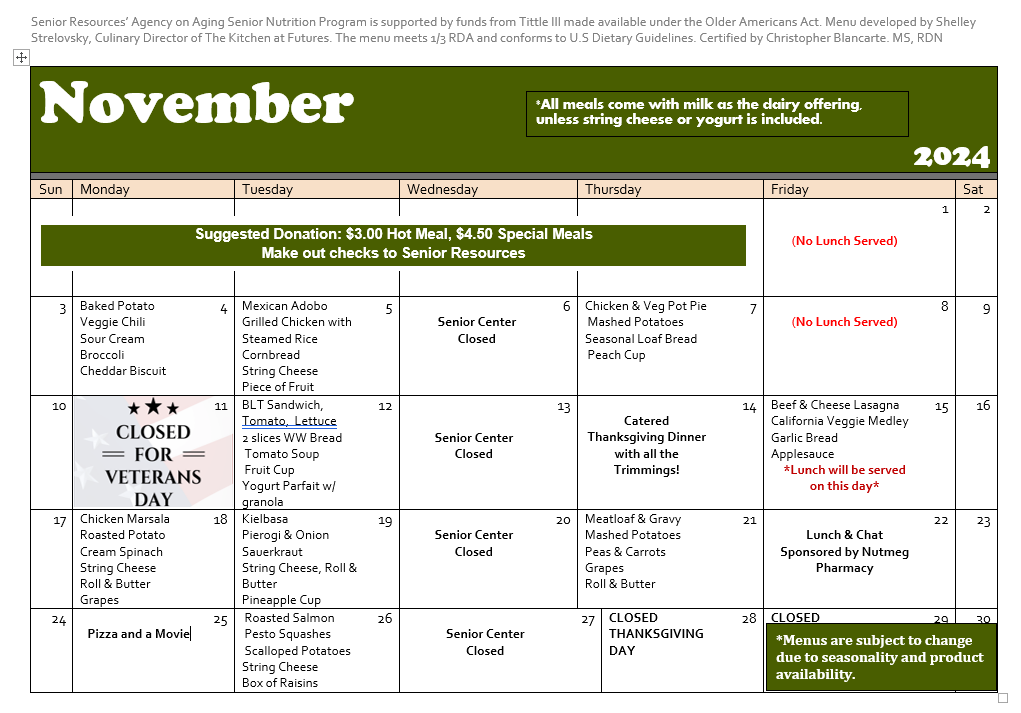 Senior Resources’ Agency on Aging Senior Nutrition Program is supported by funds from Tittle III made available under the Older Americans Act. Menu developed by Shelley
Strelovsky, Culinary Director of The Kitchen at Futures. The menu meets 1/3 RDA and conforms to U.S Dietary Guidelines. Certified by Christopher Blancarte. MS, RDN
November
*All meals come with milk as the dairy offering,
unless string cheese or yogurt is included.
2024
Sun Monday Tuesday Wednesday Thursday Friday Sat
Suggested Donation: $3.00 Hot Meal, $4.50 Special Meals
Make out checks to Senior Resources
1
(No Lunch Served)
2
3
4
Baked Potato
Veggie Chili
Sour Cream
Broccoli
Cheddar Biscuit
5
Mexican Adobo
Grilled Chicken with
Steamed Rice
Cornbread
String Cheese
Piece of Fruit
6
Senior Center
Closed
7
Chicken & Veg Pot Pie
Mashed Potatoes
Seasonal Loaf Bread
Peach Cup
8
(No Lunch Served)
9
10
11
CLOSED
FOR
VETERANS
DAY
12
BLT Sandwich,
Tomato, Lettuce
2 slices WW Bread
Tomato Soup
Fruit Cup
Yogurt Parfait w/
granola
13
Senior Center
Closed
14
Catered
Thanksgiving Dinner
with all the
Trimmings!
15
Beef & Cheese Lasagna
California Veggie Medley
Garlic Bread
Applesauce
*Lunch will be served
on this day*
16
17
18
Chicken Marsala
Roasted Potato
Cream Spinach
String Cheese
Roll & Butter
Grapes
19
Kielbasa
Pierogi & Onion
Sauerkraut
String Cheese, Roll &
Butter
Pineapple Cup
20
Senior Center
Closed
21
Meatloaf & Gravy
Mashed Potatoes
Peas & Carrots
Grapes
Roll & Butter
22
Lunch & Chat
Sponsored by Nutmeg
Pharmacy
23
24
25
Pizza and a Movie
26
Roasted Salmon
Pesto Squashes
Scalloped Potatoes
String Cheese
Box of Raisins
27
Senior Center
Closed
28
CLOSED
THANKSGIVING
DAY
29
CLOSED
30
*Menus are subject to change
due to seasonality and product
availability.